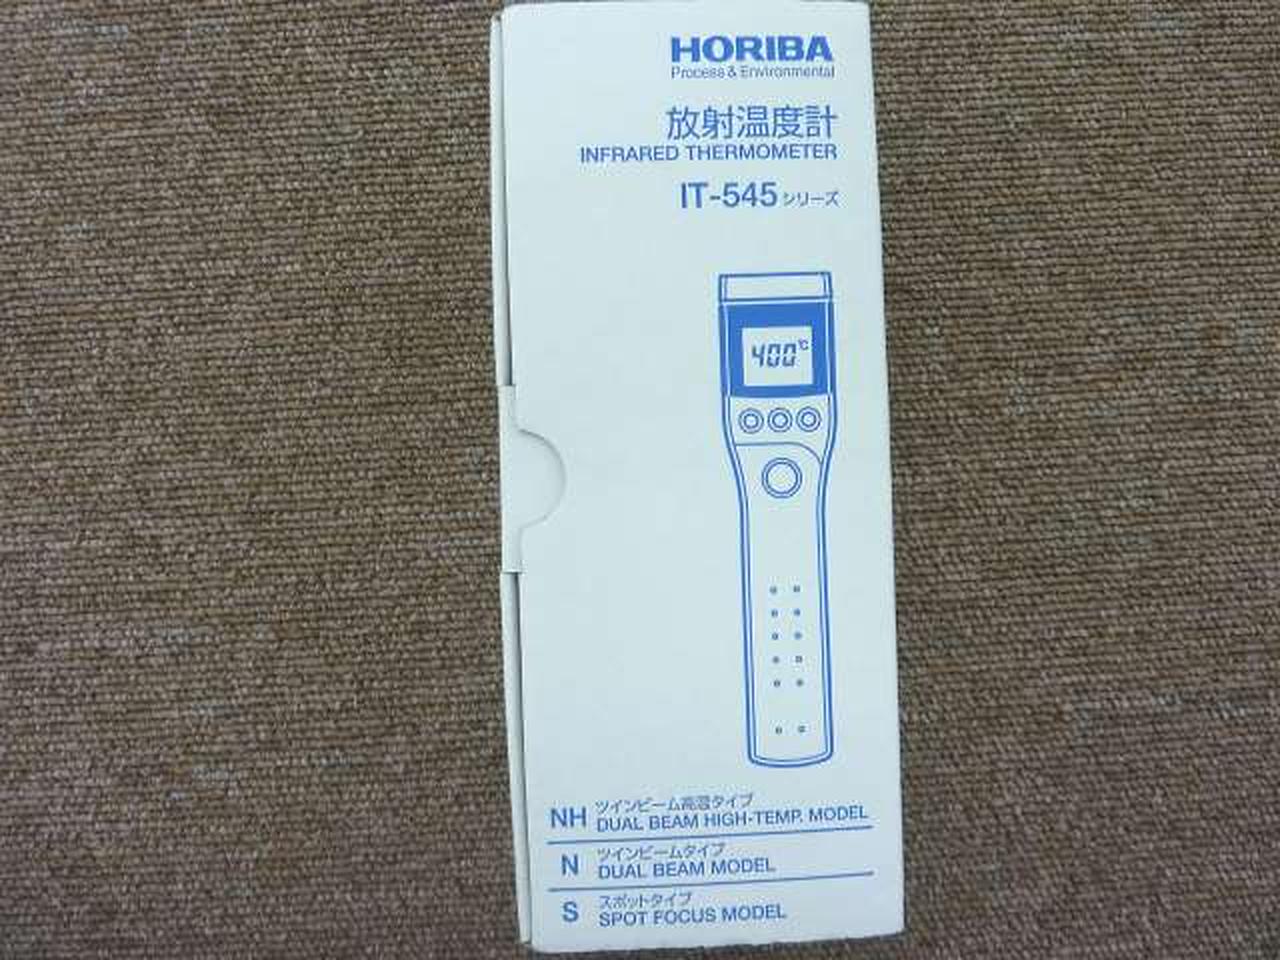 HORIBA
Process & Environmental
放射温度計
INFRARED THERMOMETER
IT-545 シリーズ
400℃
NH ツインビーム高温タイプ
DUAL BEAM HIGH-TEMP. MODEL
N ツインビームタイプ
DUAL BEAM MODEL
S スポットタイプ
SPOT FOCUS MODEL